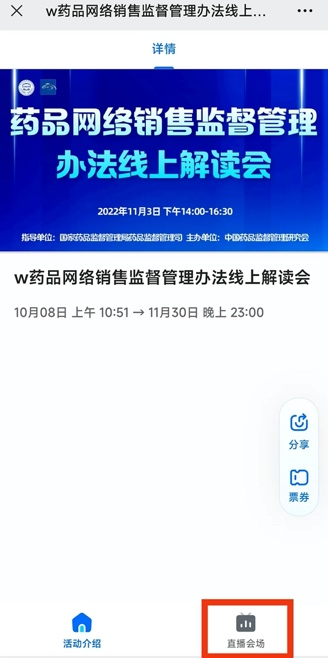 w药品网络销售监督管理办法线上...
详情
药品网络销售监督管理
办法线上解读会
2022年11月3日 下午14:00-16:30
指导单位：国家药品监督管理局药品监督管理司 主办单位：中国药品监督管理研究会
w药品网络销售监督管理办法线上解读会
10月08日 上午 10:51 → 11月30日 晚上 23:00
分享
票券
活动介绍
直播会场